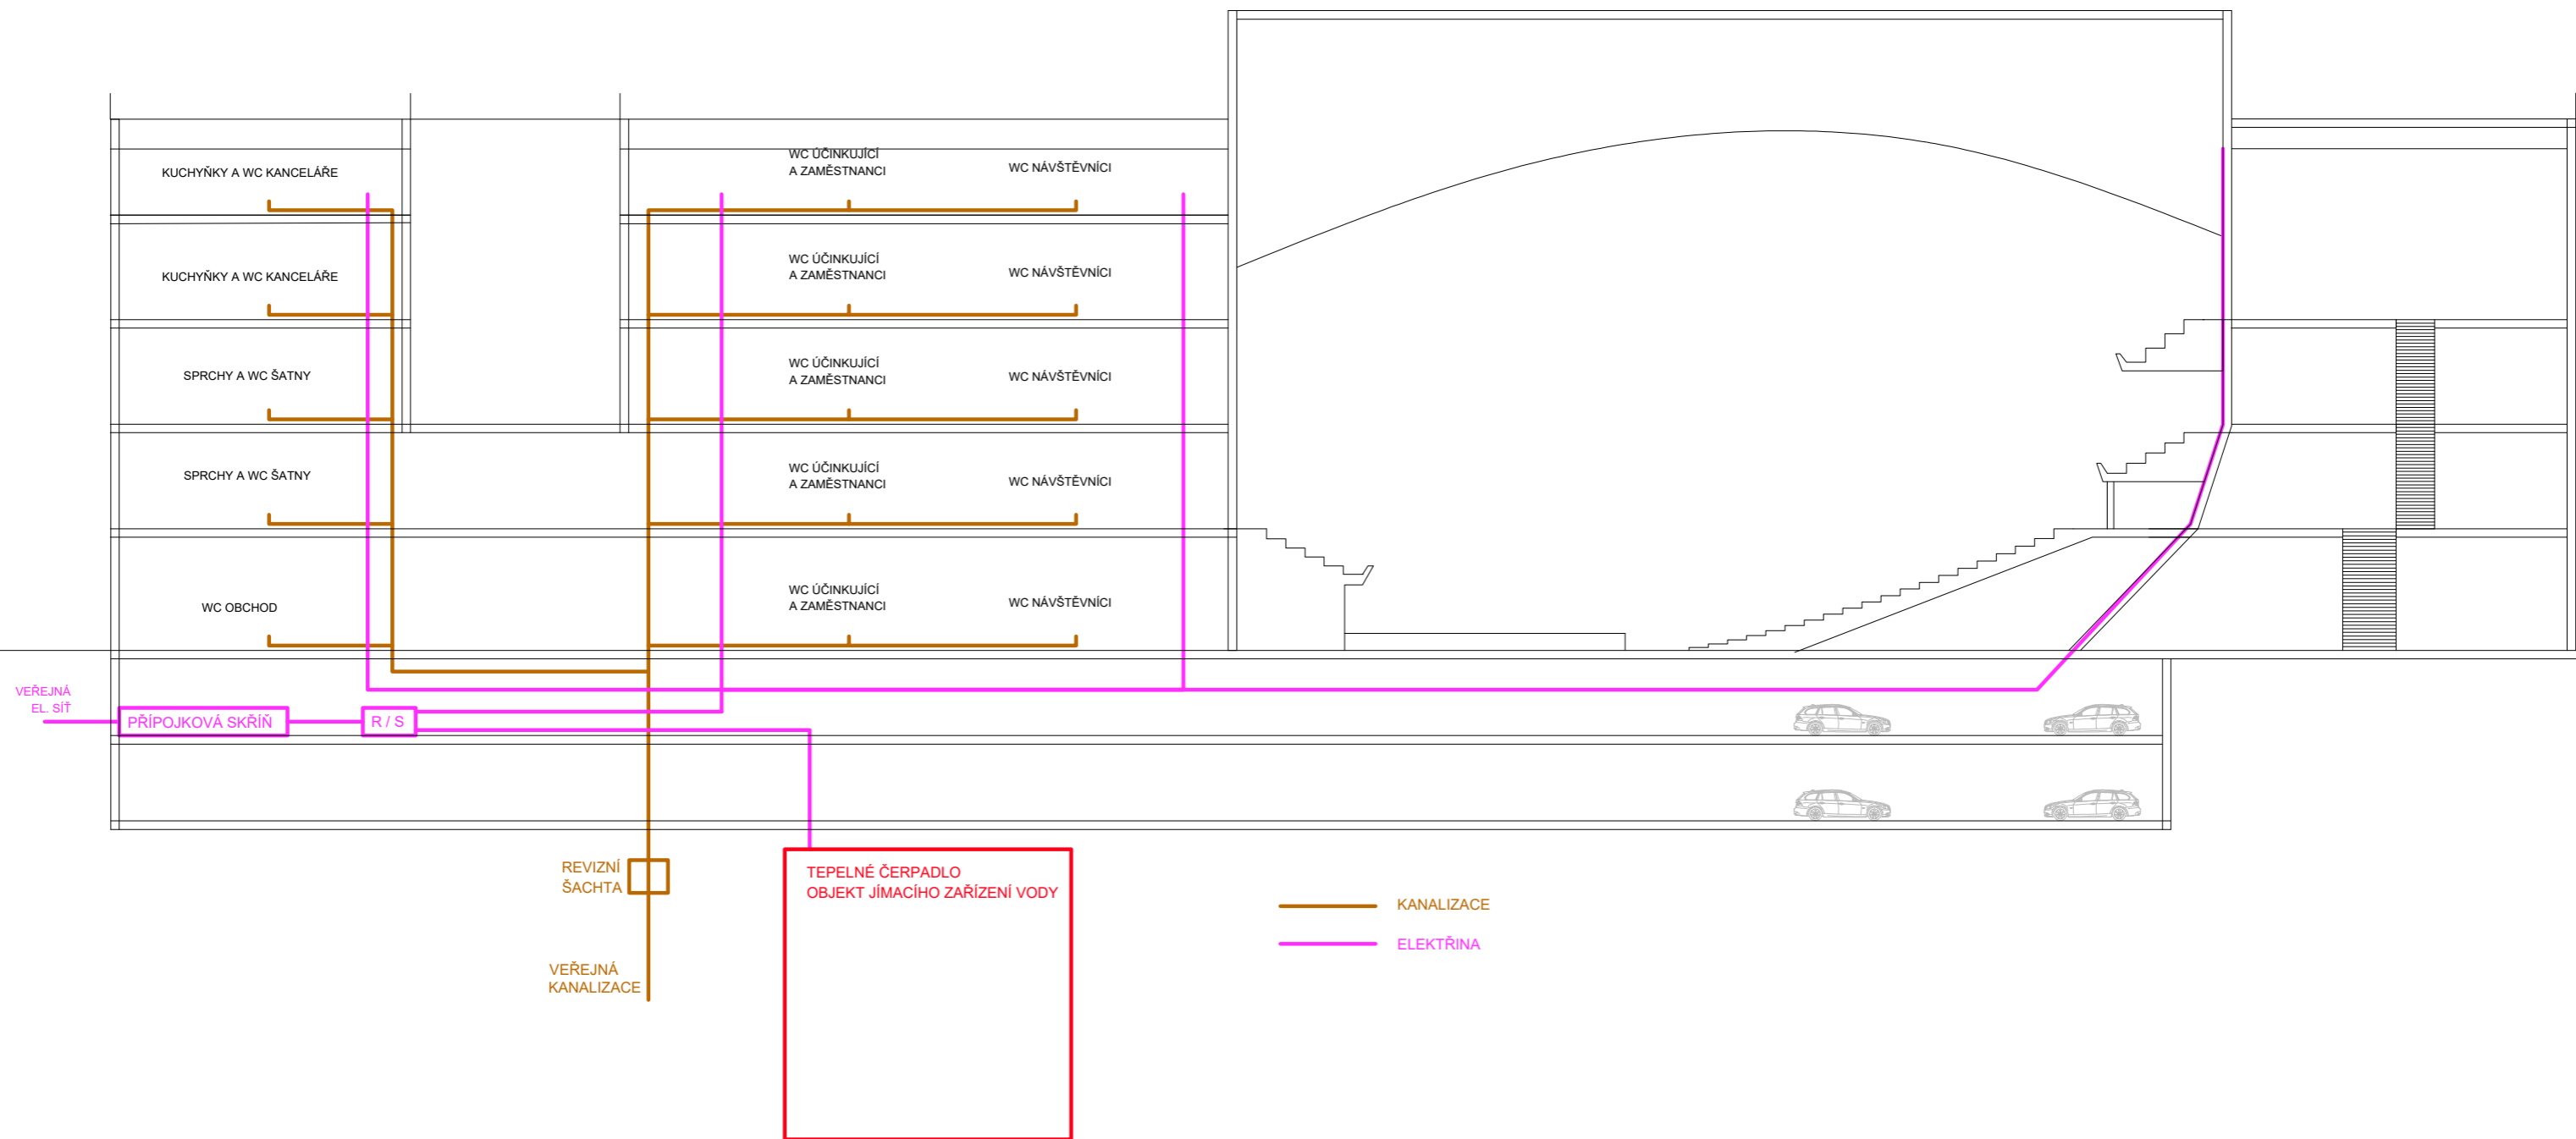 WC ÚČINKUJÍCÍ
A ZAMĚSTNANCI
WC NÁVŠTĚVNÍCI
KUCHYŇKY A WC KANCELÁŘE
WC ÚČINKUJÍCÍ
A ZAMĚSTNANCI
WC NÁVŠTĚVNÍCI
KUCHYŇKY A WC KANCELÁŘE
WC ÚČINKUJÍCÍ
A ZAMĚSTNANCI
WC NÁVŠTĚVNÍCI
SPRCHY A WC ŠATNY
WC ÚČINKUJÍCÍ
A ZAMĚSTNANCI
WC NÁVŠTĚVNÍCI
SPRCHY A WC ŠATNY
WC ÚČINKUJÍCÍ
A ZAMĚSTNANCI
WC NÁVŠTĚVNÍCI
WC OBCHOD
VEŘEJNÁ
EL. SÍŤ
PŘÍPOJKOVÁ SKŘÍŇ
R / S
REVIZNÍ
ŠACHTA
TEPELNÉ ČERPADLO
OBJEKT JÍMACÍHO ZAŘÍZENÍ VODY
KANALIZACE
ELEKTŘINA
VEŘEJNÁ
KANALIZACE